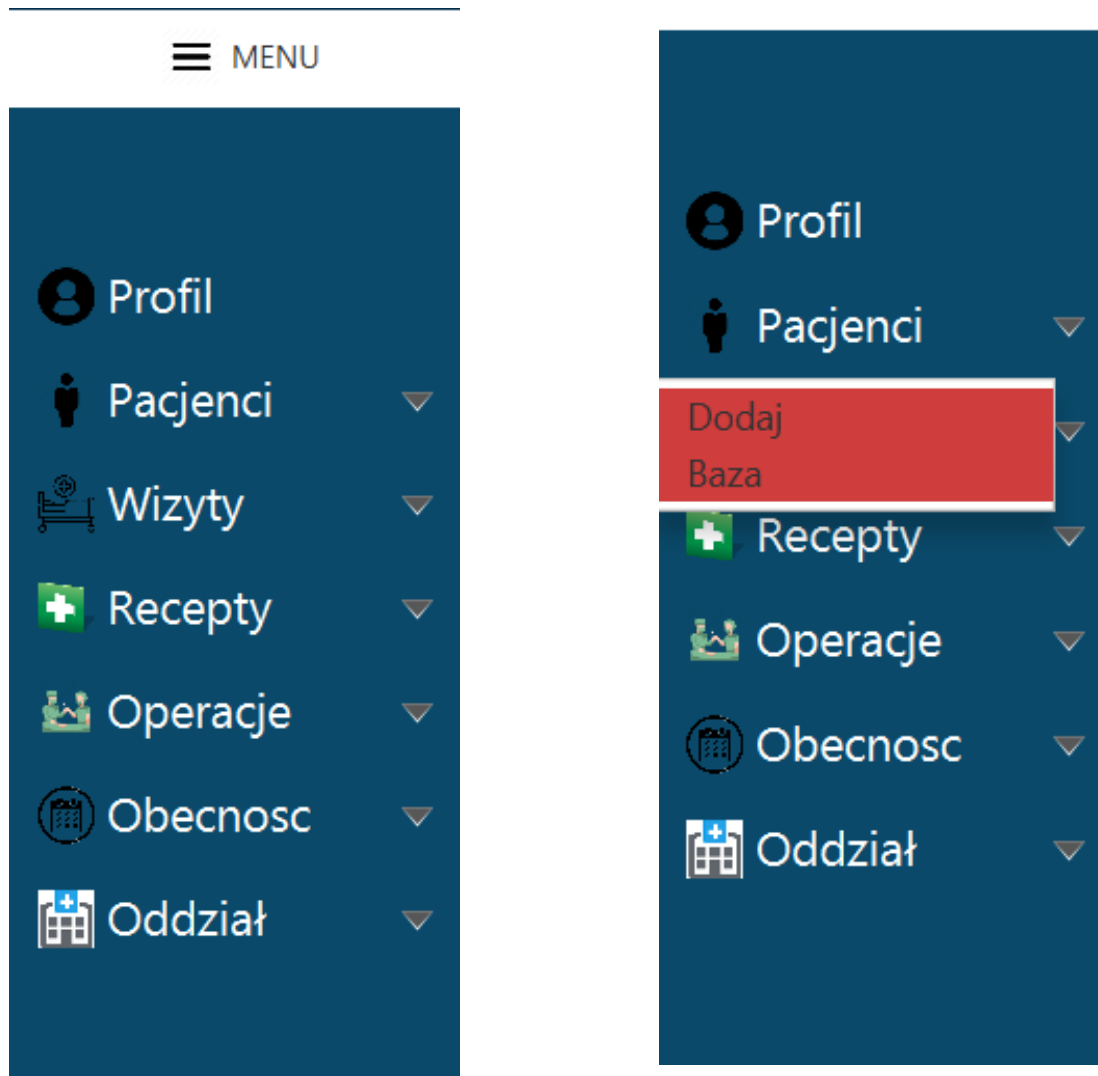 MENU
Profil
Pacjenci
Wizyty
Recepty
Operacje
Obecnosc
Oddział
Profil
Pacjenci
Dodaj
Baza
Recepty
Operacje
Obecnosc
Oddział